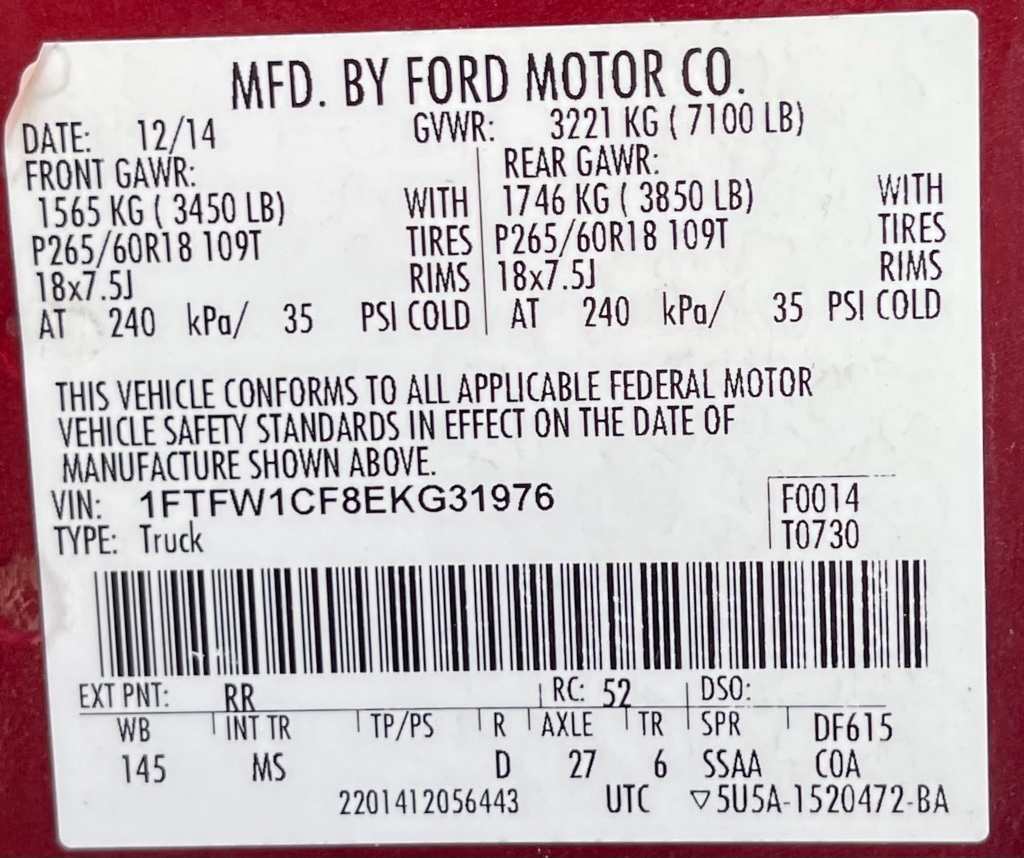 MFD. BY FORD MOTOR CO.
DATE: 12/14 GVWR: 3221 KG ( 7100 LB)
FRONT GAWR: REAR GAWR:
1565 KG ( 3450 LB) WITH 1746 KG ( 3850 LB) WITH
P265/60R18 109T TIRES P265/60R18 109T TIRES
18x7.5J RIMS 18x7.5J RIMS
AT 240 kPa/ 35 PSI COLD AT 240 kPa/ 35 PSI COLD
THIS VEHICLE CONFORMS TO ALL APPLICABLE FEDERAL MOTOR
VEHICLE SAFETY STANDARDS IN EFFECT ON THE DATE OF
MANUFACTURE SHOWN ABOVE.
VIN: 1FTFW1CF8EKG31976 F0014
TYPE: Truck T0730
EXT PNT: RR RC: 52 DSO:
WB INT TR TP/PS R AXLE TR SPR DF615
145 MS D 27 6 SSAA COA
2201412056443 UTC ▽5U5A-1520472-BA